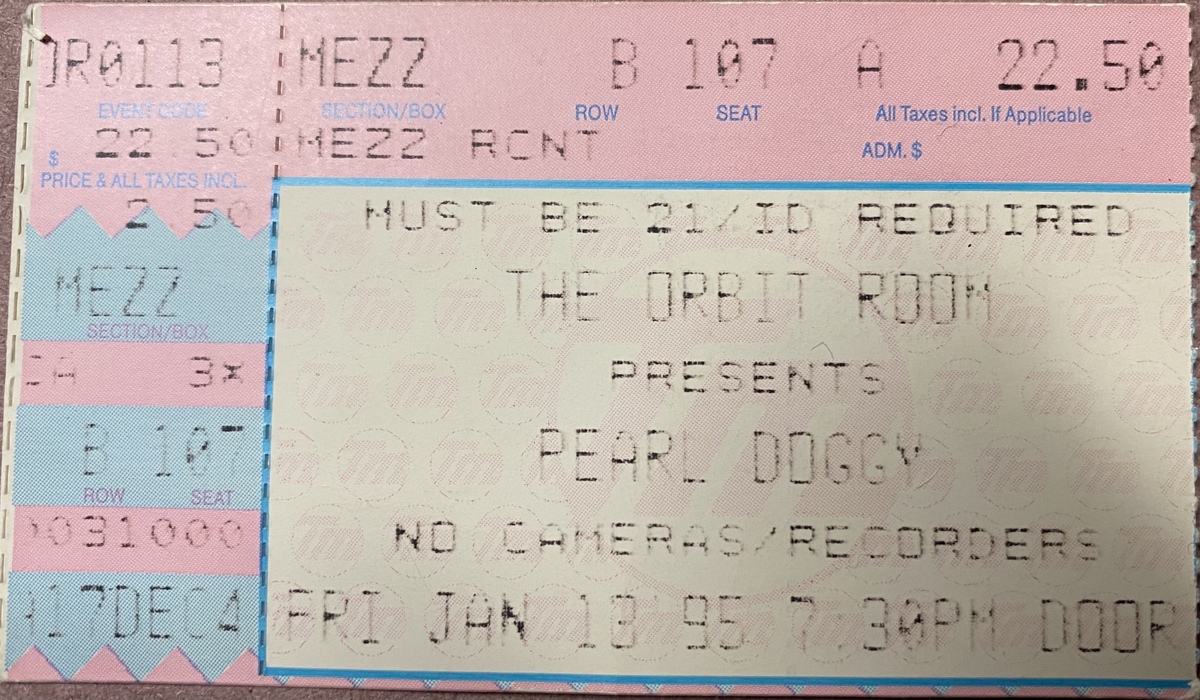 OR0113 MEZZ B 107 A 22.50
EVENT CODE SECTION/BOX ROW SEAT All Taxes incl. If Applicable
$ 22.50 MEZZ RCNT ADM. $
PRICE & ALL TAXES INCL.
2.50 MUST BE 21/ID REQUIRED
MEZZ THE ORBIT ROOM
SECTION/BOX
CA 3X PRESENTS
B 107 PEARL DOGGY
ROW SEAT
031000 NO CAMERAS/RECORDERS
17DEC4 FRI JAN 13 95 7.30PM DOOR